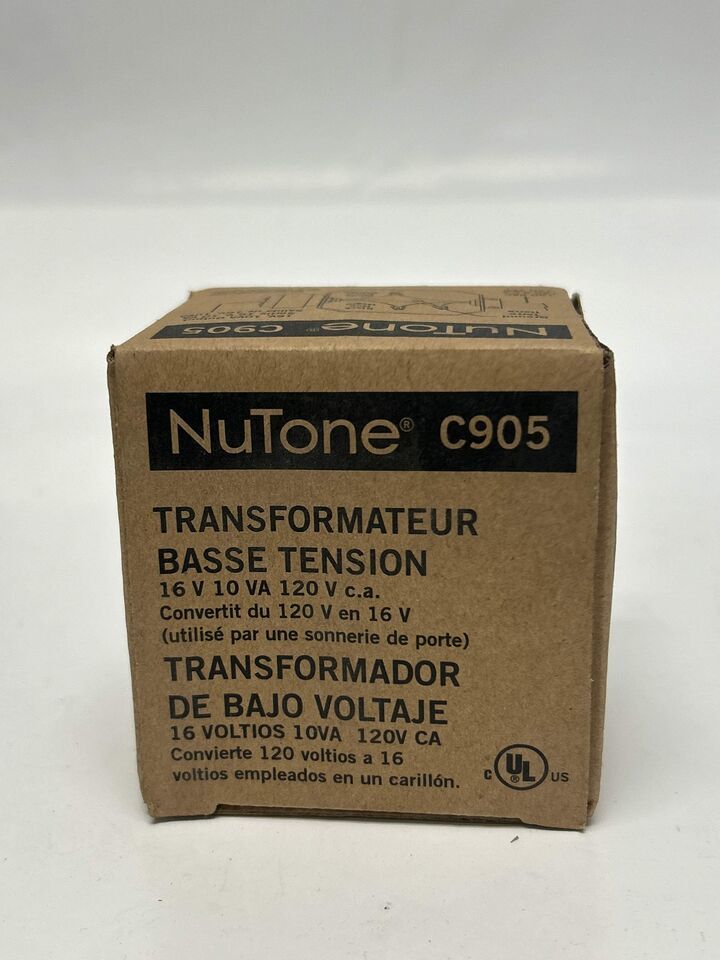 NuTone® C905
NuTone® C905
TRANSFORMATEUR
BASSE TENSION
16 V 10 VA 120 V c.a.
Convertit du 120 V en 16 V
(utilisé par une sonnerie de porte)
TRANSFORMADOR
DE BAJO VOLTAJE
16 VOLTIOS 10VA 120V CA
Convierte 120 voltios a 16
voltios empleados en un carillón.
C UL® US